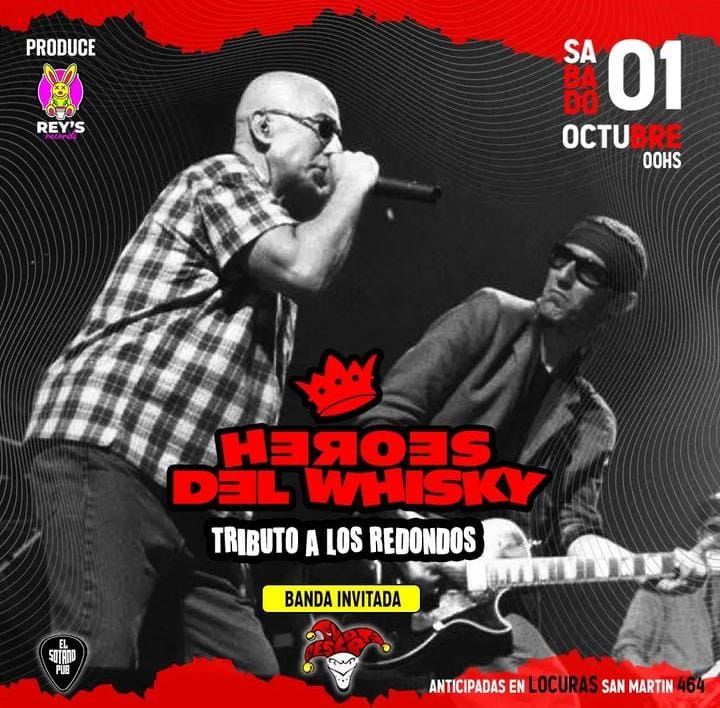 PRODUCE
REY'S
records
SA
BA
DO
01
OCTUBRE
00HS
HEROES
DEL WHISKY
TRIBUTO A LOS REDONDOS
BANDA INVITADA
EL
SOTANO
PUB
ANTICIPADAS EN LOCURAS SAN MARTIN 464